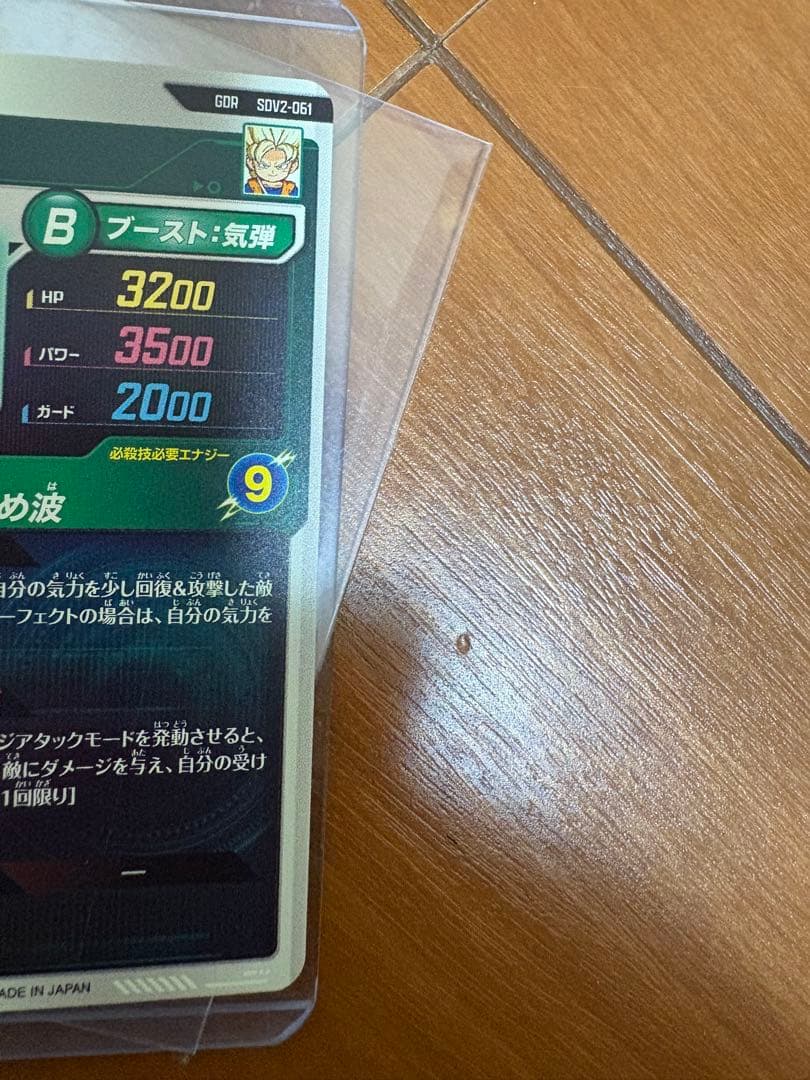 GDR SDV2-061
B ブースト:気弾
HP 3200
パワー 3500
ガード 2000
必殺技必要エナジー
9
め波
自分の気力を少し回復&攻撃した敵
ーフェクトの場合は、自分の気力を
ジアタックモードを発動させると、
敵にダメージを与え、自分の受け
1回限り]
ー
ADE IN JAPAN